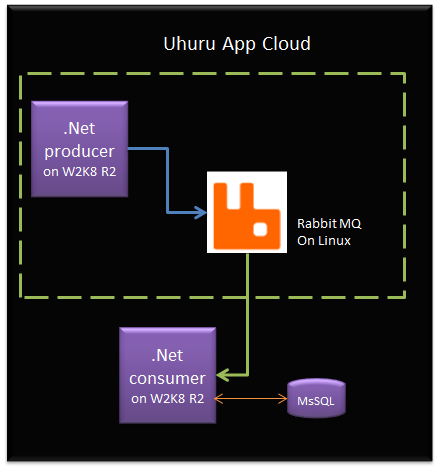 Uhuru App Cloud
.Net
producer
on W2K8 R2
Rabbit MQ
On Linux
.Net
consumer
on W2K8 R2
MsSQL